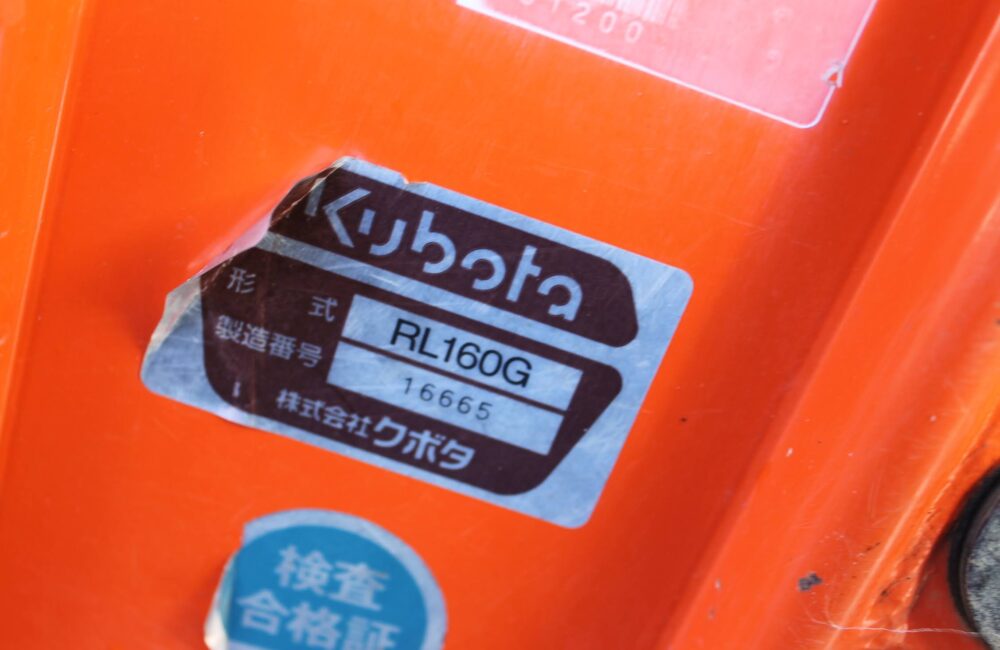 1200
Kubota
形 式 RL160G
製造番号 16665
株式会社クボタ
検査
合格証